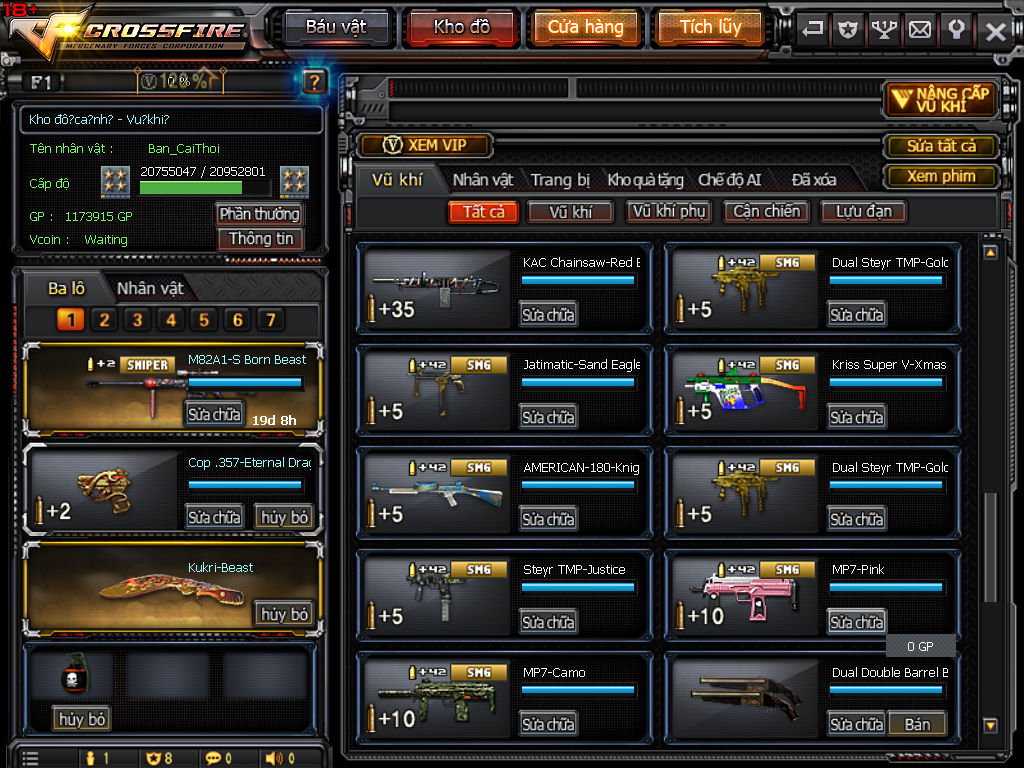 18+
CROSSFIRE
MERCENARY FORCES CORPORATION
Báu vật
Kho đồ
Cửa hàng
Tích lũy
F1
?
NÂNG CẤP
VŨ KHÍ
Kho đô?ca?nh? - Vu?khi?
Tên nhân vật : Ban_CaiThoi
Cấp độ 20755047 / 20952801
GP : 1173915 GP
Phần thưởng
Vcoin : Waiting
Thông tin
XEM VIP
Sửa tất cả
Xem phim
Vũ khí Nhân vật Trang bị Kho quà tặng Chế độ AI Đã xóa
Tất cả Vũ khí Vũ khí phụ Cận chiến Lựu đạn
Ba lô Nhân vật
1 2 3 4 5 6 7
+2 SNIPER M82A1-S Born Beast
Sửa chữa 19d 8h
Cop .357-Eternal Drag
+2 Sửa chữa hủy bỏ
Kukri-Beast
hủy bỏ
hủy bỏ
1 8 0 0
KAC Chainsaw-Red B
+35 Sửa chữa
+42 SMG Dual Steyr TMP-Gold
+5 Sửa chữa
+42 SMG Jatimatic-Sand Eagle
+5 Sửa chữa
+42 SMG Kriss Super V-Xmas
+5 Sửa chữa
+42 SMG AMERICAN-180-Knig
+5 Sửa chữa
+42 SMG Dual Steyr TMP-Gold
+5 Sửa chữa
+42 SMG Steyr TMP-Justice
+5 Sửa chữa
+42 SMG MP7-Pink
+10 Sửa chữa
0 GP
+42 SMG MP7-Camo
+10 Sửa chữa
Dual Double Barrel B
Sửa chữa Bán